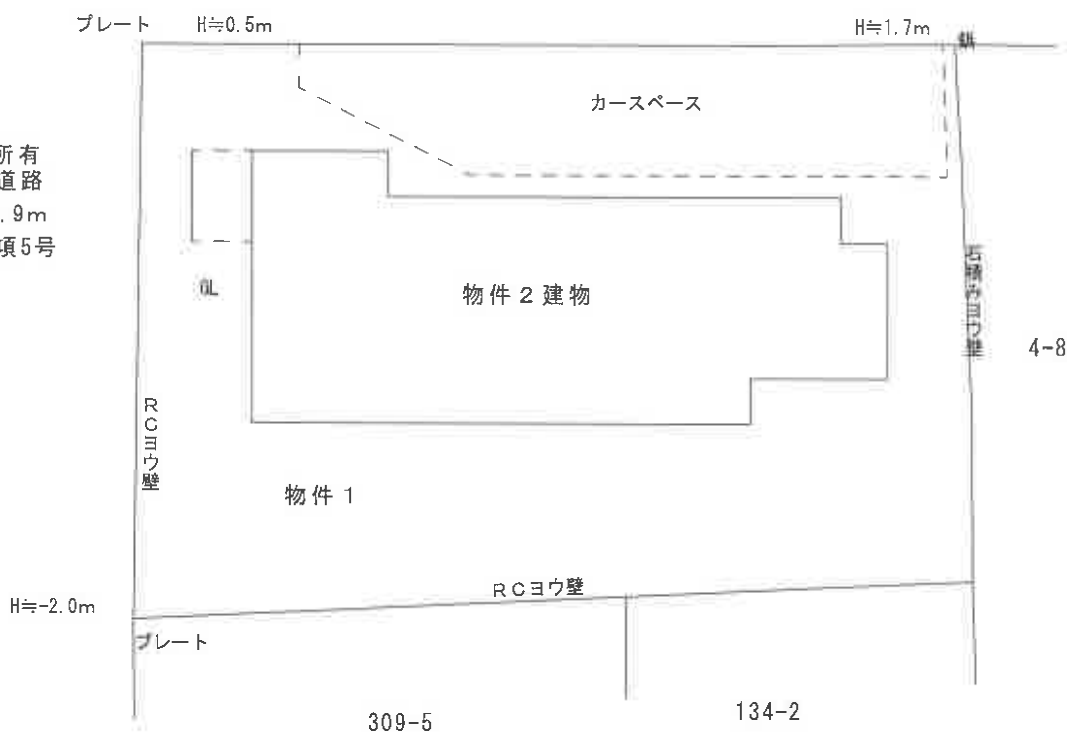 プレート
H≒0.5m
H≒1.7m
鋲
カースペース
所有
道路
.9m
項5号
GL
物件2建物
石積みヨウ壁
4-8
RCヨウ壁
物件1
RCヨウ壁
H≒-2.0m
プレート
309-5
134-2